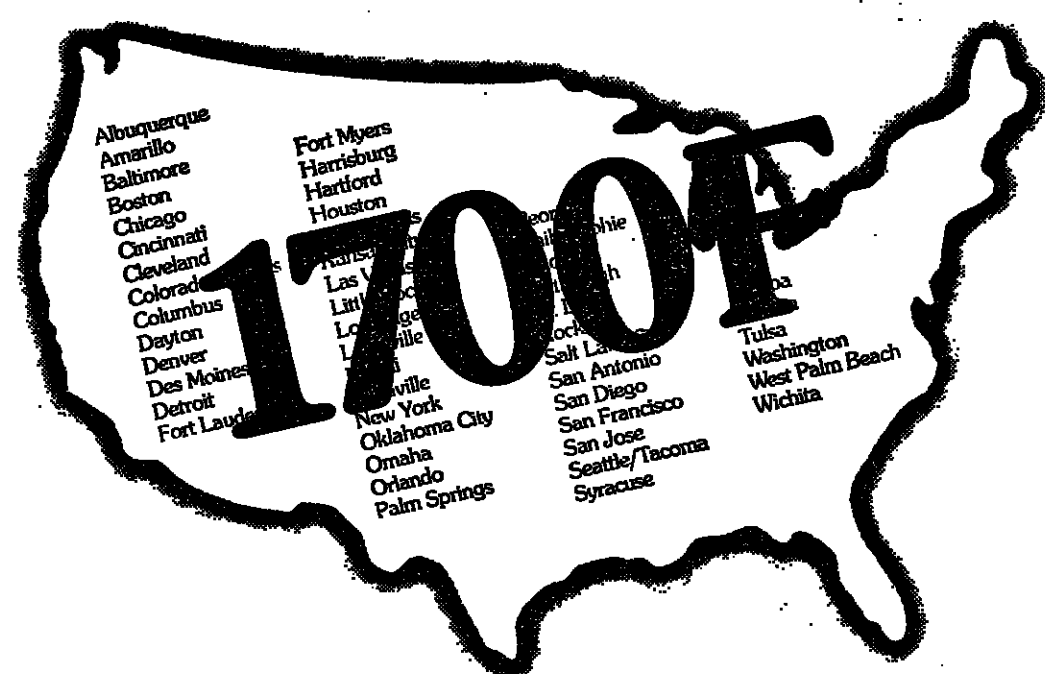 1700F
Albuquerque
Amarillo
Baltimore
Boston
Chicago
Cincinnati
Cleveland
Columbus
Dayton
Denver
Des Moines
Detroit
Fort
Fort Myers
Harrisburg
Hartford
Houston
Las
New York
Oklahoma City
Omaha
Orlando
Palm Springs
Salt
San Antonio
San Diego
San Francisco
San Jose
Seattle/Tacoma
Syracuse
Tulsa
Washington
West Palm Beach
Wichita